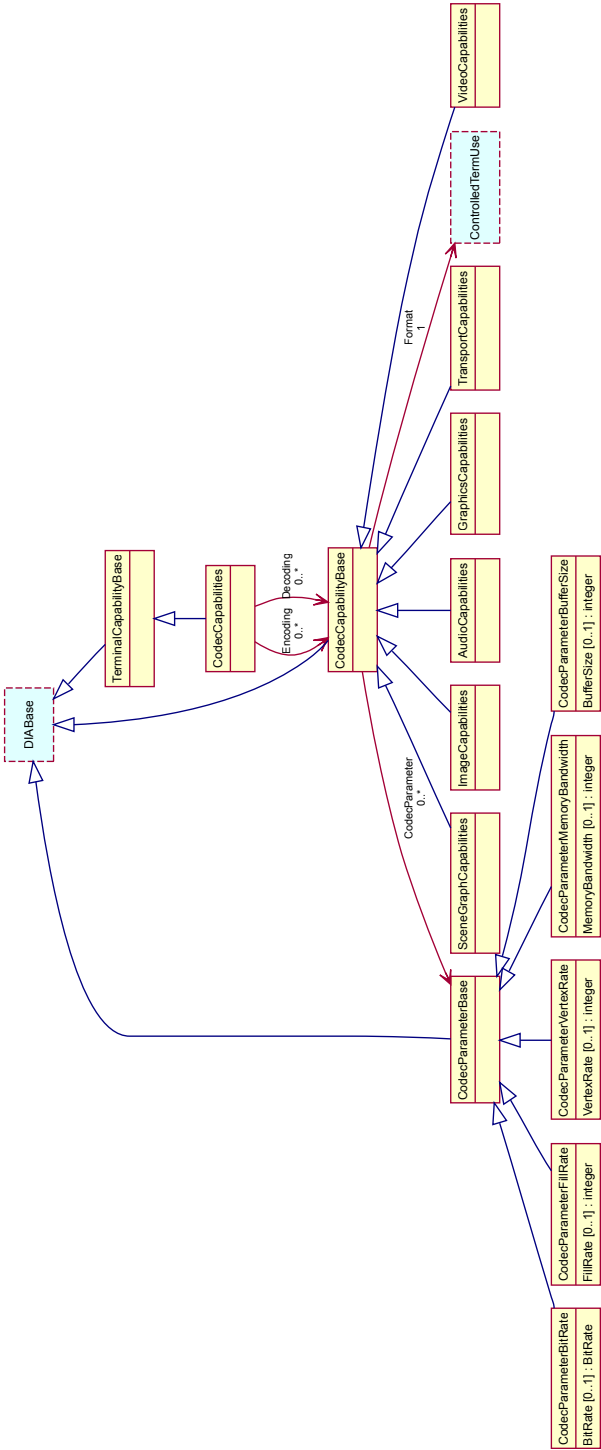 DIABase
TerminalCapabilityBase
CodecCapabilities
Encoding
0..*
Decoding
0..*
CodecCapabilityBase
CodecParameter
0..*
Format
1
CodecParameterBase
SceneGraphCapabilities
ImageCapabilities
AudioCapabilities
GraphicsCapabilities
TransportCapabilities
ControlledTermUse
VideoCapabilities
CodecParameterBitRate
BitRate [0..1] : BitRate
CodecParameterFillRate
FillRate [0..1] : integer
CodecParameterVertexRate
VertexRate [0..1] : integer
CodecParameterMemoryBandwidth
MemoryBandwidth [0..1] : integer
CodecParameterBufferSize
BufferSize [0..1] : integer